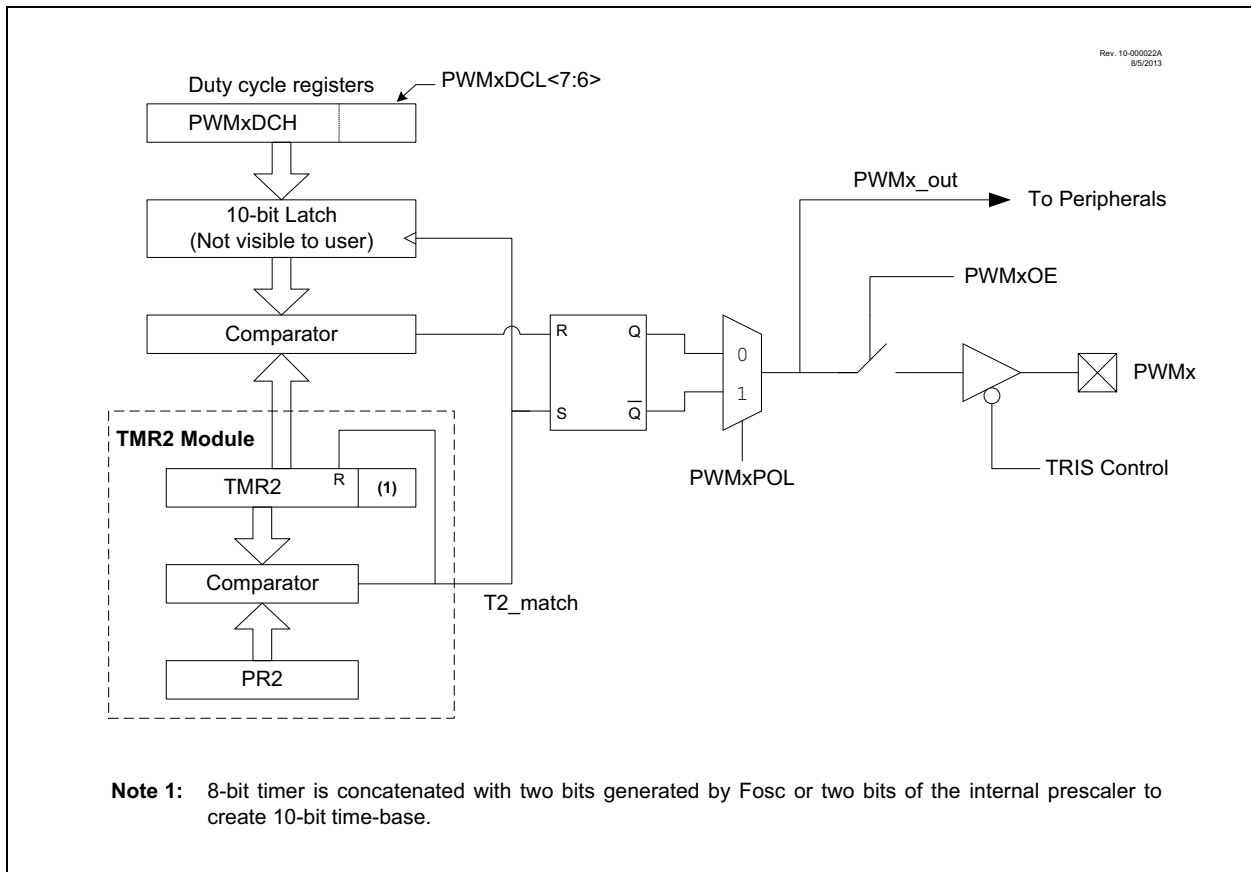 Rev. 10-000022A
8/5/2013
Duty cycle registers
PWMxDCL<7:6>
PWMxDCH
10-bit Latch
(Not visible to user)
Comparator
PWMx_out
To Peripherals
PWMxOE
R
Q
S
Q
0
1
PWMxPOL
PWMx
TRIS Control
TMR2 Module
TMR2
R
(1)
Comparator
T2_match
PR2
Note 1: 8-bit timer is concatenated with two bits generated by Fosc or two bits of the internal prescaler to
create 10-bit time-base.